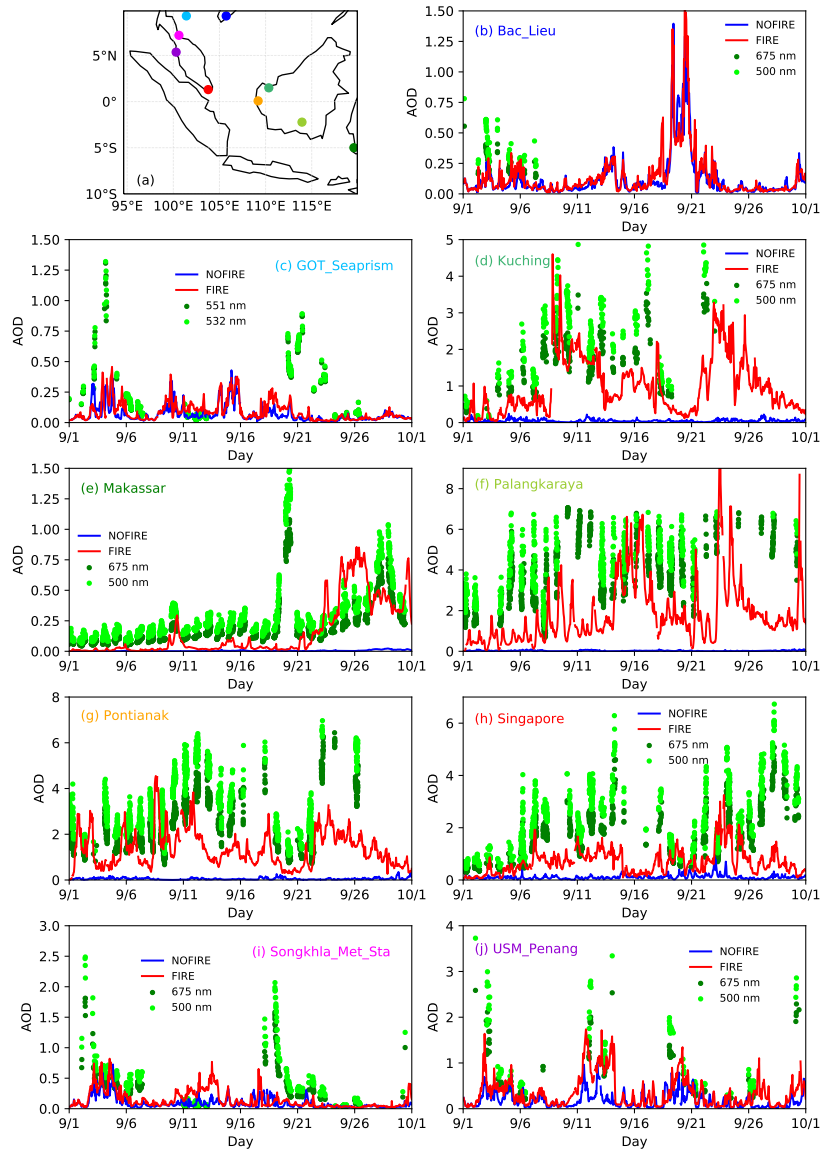 5°N
0°
5°S
10°S
95°E 100°E 105°E 110°E 115°E
(a)
1.50
1.25
1.00
0.75
0.50
0.25
0.00
AOD
(b) Bac_Lieu
NOFIRE
FIRE
675 nm
500 nm
9/1 9/6 9/11 9/16 9/21 9/26 10/1
Day
1.50
1.25
1.00
0.75
0.50
0.25
0.00
AOD
NOFIRE
FIRE
551 nm
532 nm
(c) GOT_Seaprism
9/1 9/6 9/11 9/16 9/21 9/26 10/1
Day
5
4
3
2
1
0
AOD
(d) Kuching
NOFIRE
FIRE
675 nm
500 nm
9/1 9/6 9/11 9/16 9/21 9/26 10/1
Day
1.50
1.25
1.00
0.75
0.50
0.25
0.00
AOD
(e) Makassar
NOFIRE
FIRE
675 nm
500 nm
9/1 9/6 9/11 9/16 9/21 9/26 10/1
Day
8
6
4
2
0
AOD
(f) Palangkaraya
9/1 9/6 9/11 9/16 9/21 9/26 10/1
Day
8
6
4
2
0
AOD
(g) Pontianak
9/1 9/6 9/11 9/16 9/21 9/26 10/1
Day
6
4
2
0
AOD
(h) Singapore
NOFIRE
FIRE
675 nm
500 nm
9/1 9/6 9/11 9/16 9/21 9/26 10/1
Day
3.0
2.5
2.0
1.5
1.0
0.5
0.0
AOD
NOFIRE
FIRE
675 nm
500 nm
(i) Songkhla_Met_Sta
9/1 9/6 9/11 9/16 9/21 9/26 10/1
Day
4
3
2
1
0
AOD
(j) USM_Penang
NOFIRE
FIRE
675 nm
500 nm
9/1 9/6 9/11 9/16 9/21 9/26 10/1
Day